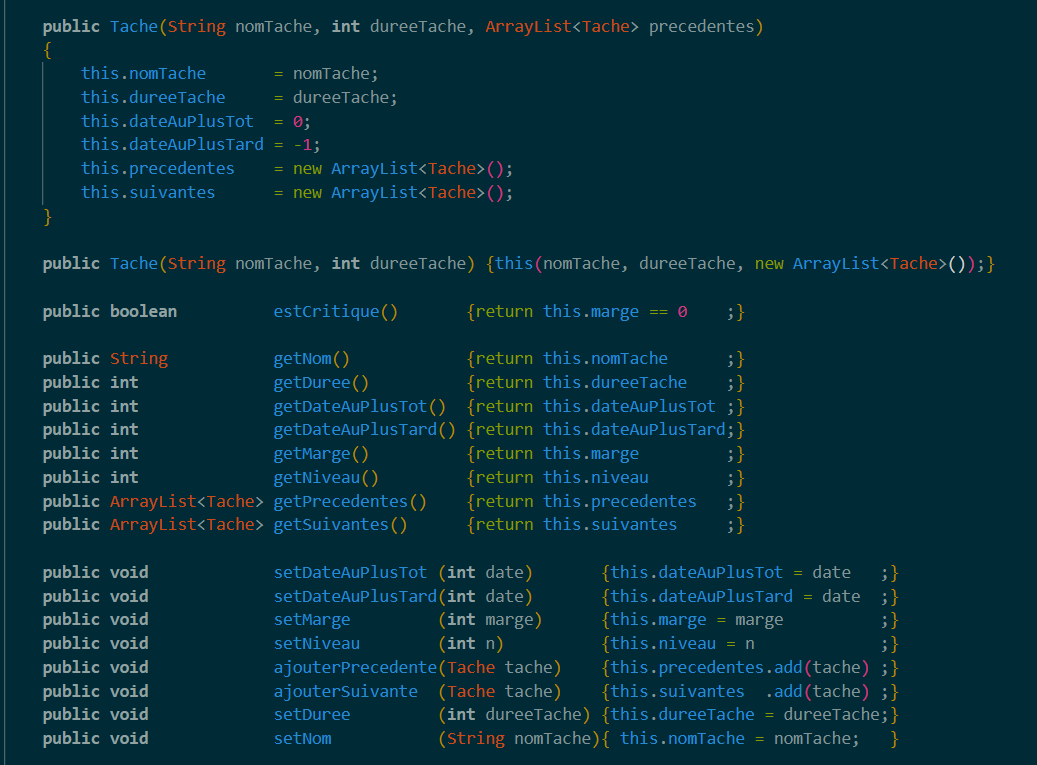 public Tache(String nomTache, int dureeTache, ArrayList<Tache> precedentes)
{
    this.nomTache       = nomTache;
    this.dureeTache     = dureeTache;
    this.dateAuPlusTot  = 0;
    this.dateAuPlusTard = -1;
    this.precedentes    = new ArrayList<Tache>();
    this.suivantes      = new ArrayList<Tache>();
}
public Tache(String nomTache, int dureeTache) {this(nomTache, dureeTache, new ArrayList<Tache>());}
public boolean          estCritique()       {return this.marge == 0    ;}
public String           getNom()            {return this.nomTache      ;}
public int              getDuree()          {return this.dureeTache    ;}
public int              getDateAuPlusTot()  {return this.dateAuPlusTot ;}
public int              getDateAuPlusTard() {return this.dateAuPlusTard;}
public int              getMarge()          {return this.marge         ;}
public int              getNiveau()         {return this.niveau        ;}
public ArrayList<Tache> getPrecedentes()    {return this.precedentes   ;}
public ArrayList<Tache> getSuivantes()      {return this.suivantes     ;}
public void             setDateAuPlusTot (int date)       {this.dateAuPlusTot = date   ;}
public void             setDateAuPlusTard(int date)       {this.dateAuPlusTard = date  ;}
public void             setMarge         (int marge)      {this.marge = marge          ;}
public void             setNiveau        (int n)          {this.niveau = n             ;}
public void             ajouterPrecedente(Tache tache)    {this.precedentes.add(tache) ;}
public void             ajouterSuivante  (Tache tache)    {this.suivantes  .add(tache) ;}
public void             setDuree         (int dureeTache) {this.dureeTache = dureeTache;}
public void             setNom           (String nomTache){ this.nomTache = nomTache;   }